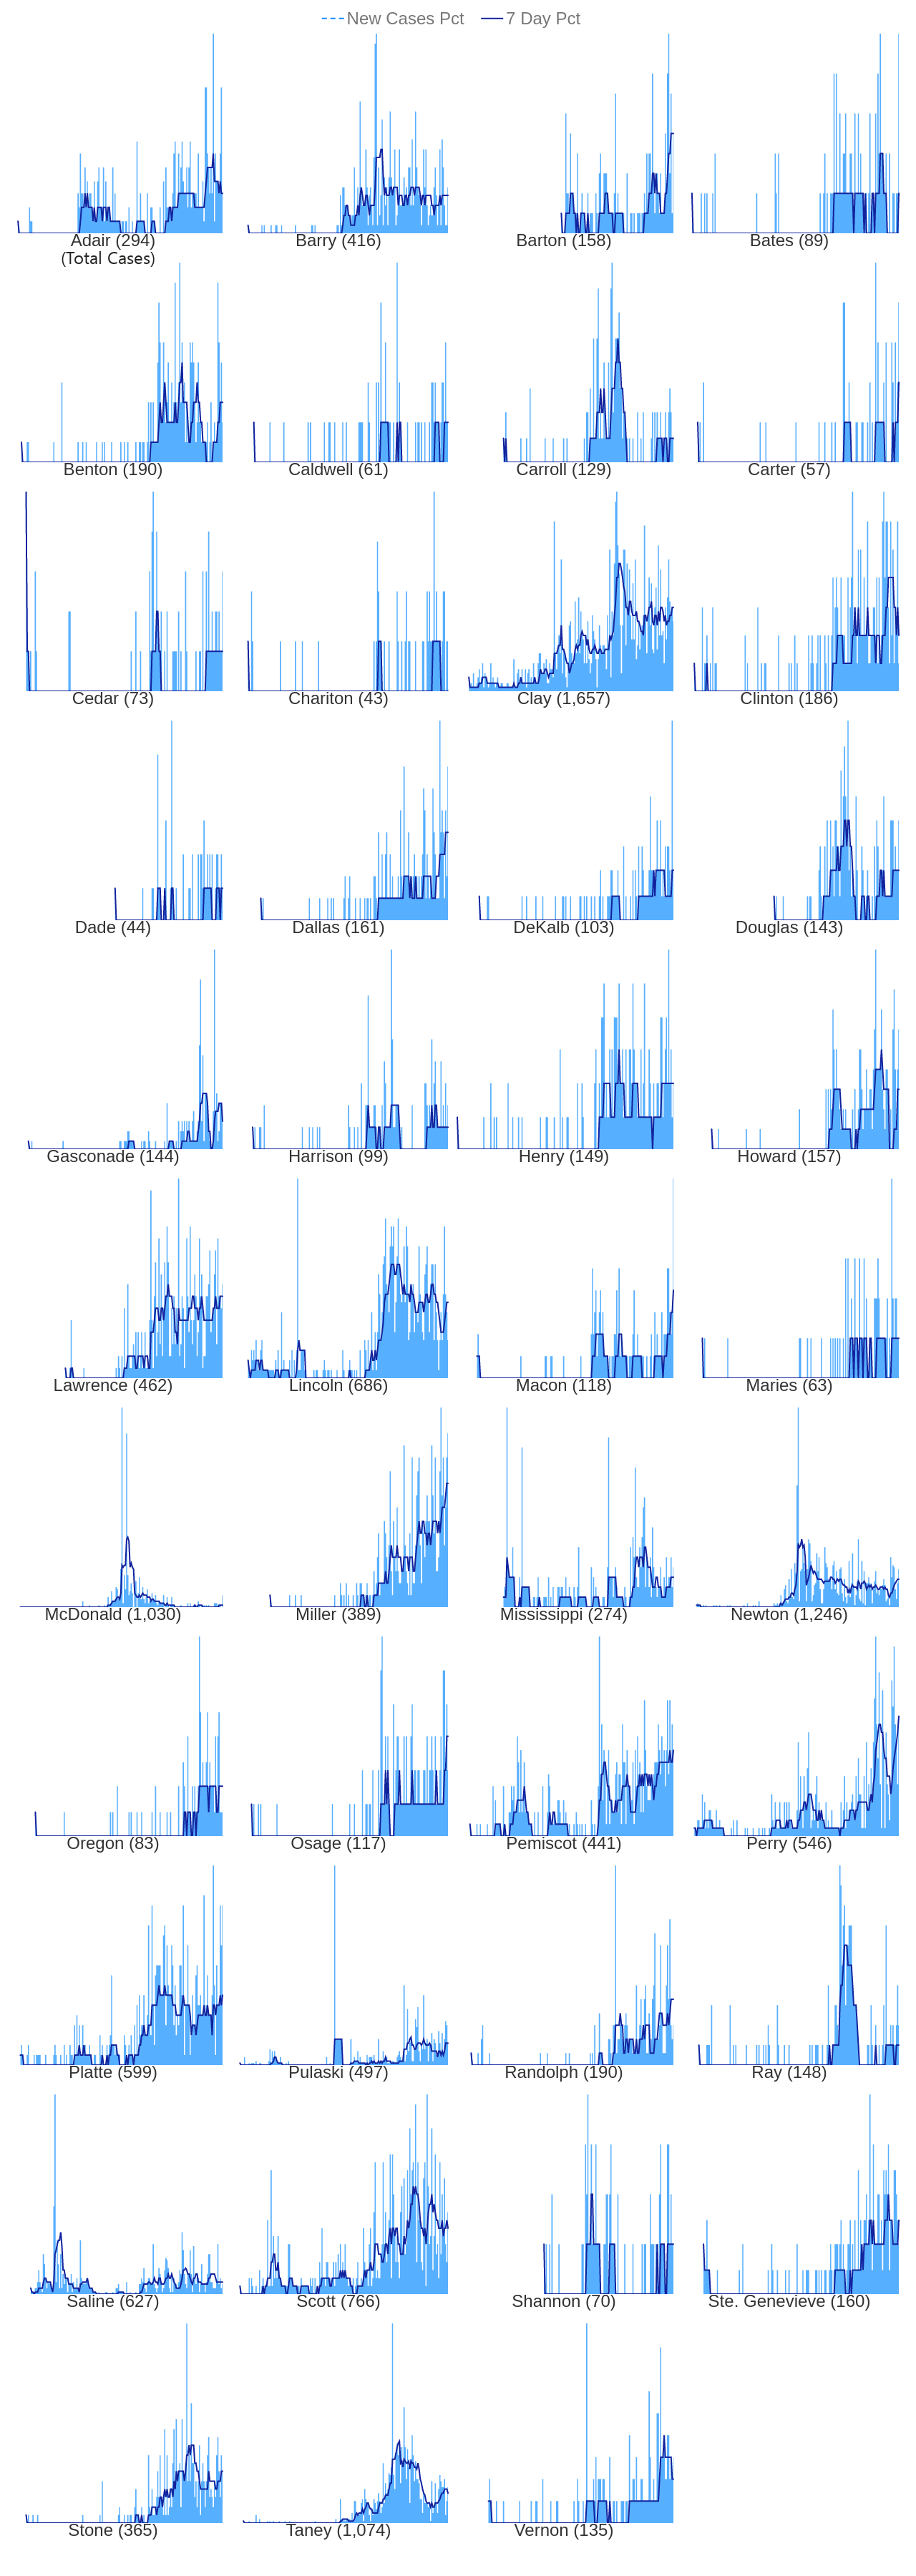 New Cases Pct 7 Day Pct
Adair (294) Barry (416) Barton (158) Bates (89)
(Total Cases)
Benton (190) Caldwell (61) Carroll (129) Carter (57)
Cedar (73) Chariton (43) Clay (1,657) Clinton (186)
Dade (44) Dallas (161) DeKalb (103) Douglas (143)
Gasconade (144) Harrison (99) Henry (149) Howard (157)
Lawrence (462) Lincoln (686) Macon (118) Maries (63)
McDonald (1,030) Miller (389) Mississippi (274) Newton (1,246)
Oregon (83) Osage (117) Pemiscot (441) Perry (546)
Platte (599) Pulaski (497) Randolph (190) Ray (148)
Saline (627) Scott (766) Shannon (70) Ste. Genevieve (160)
Stone (365) Taney (1,074) Vernon (135)